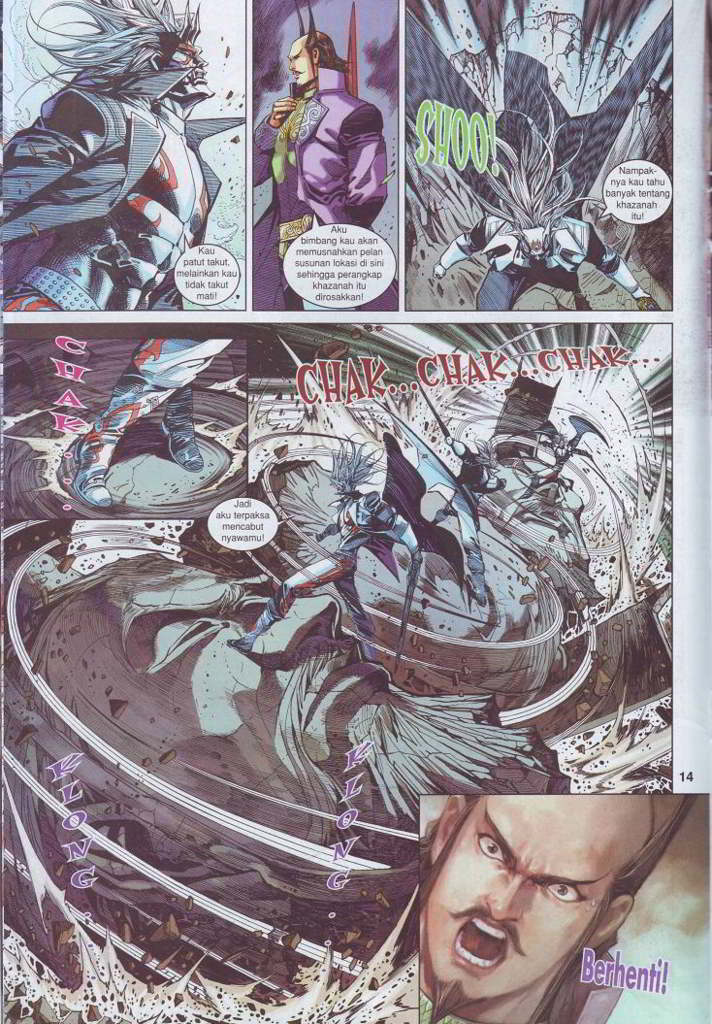 Kau
patut takut,
melainkan kau
tidak takut
mati!
Aku
bimbang kau akan
memusnahkan pelan
susunan lokasi di sini
sehingga perangkap
khazanah itu
dirosakkan!
SHOO!
Nampak-
nya kau tahu
banyak tentang
khazanah
itu!
CHAK...
CHAK...CHAK...CHAK...
Jadi
aku terpaksa
mencabut
nyawamu!
KLONG..
KLONG..
14
Berhenti!